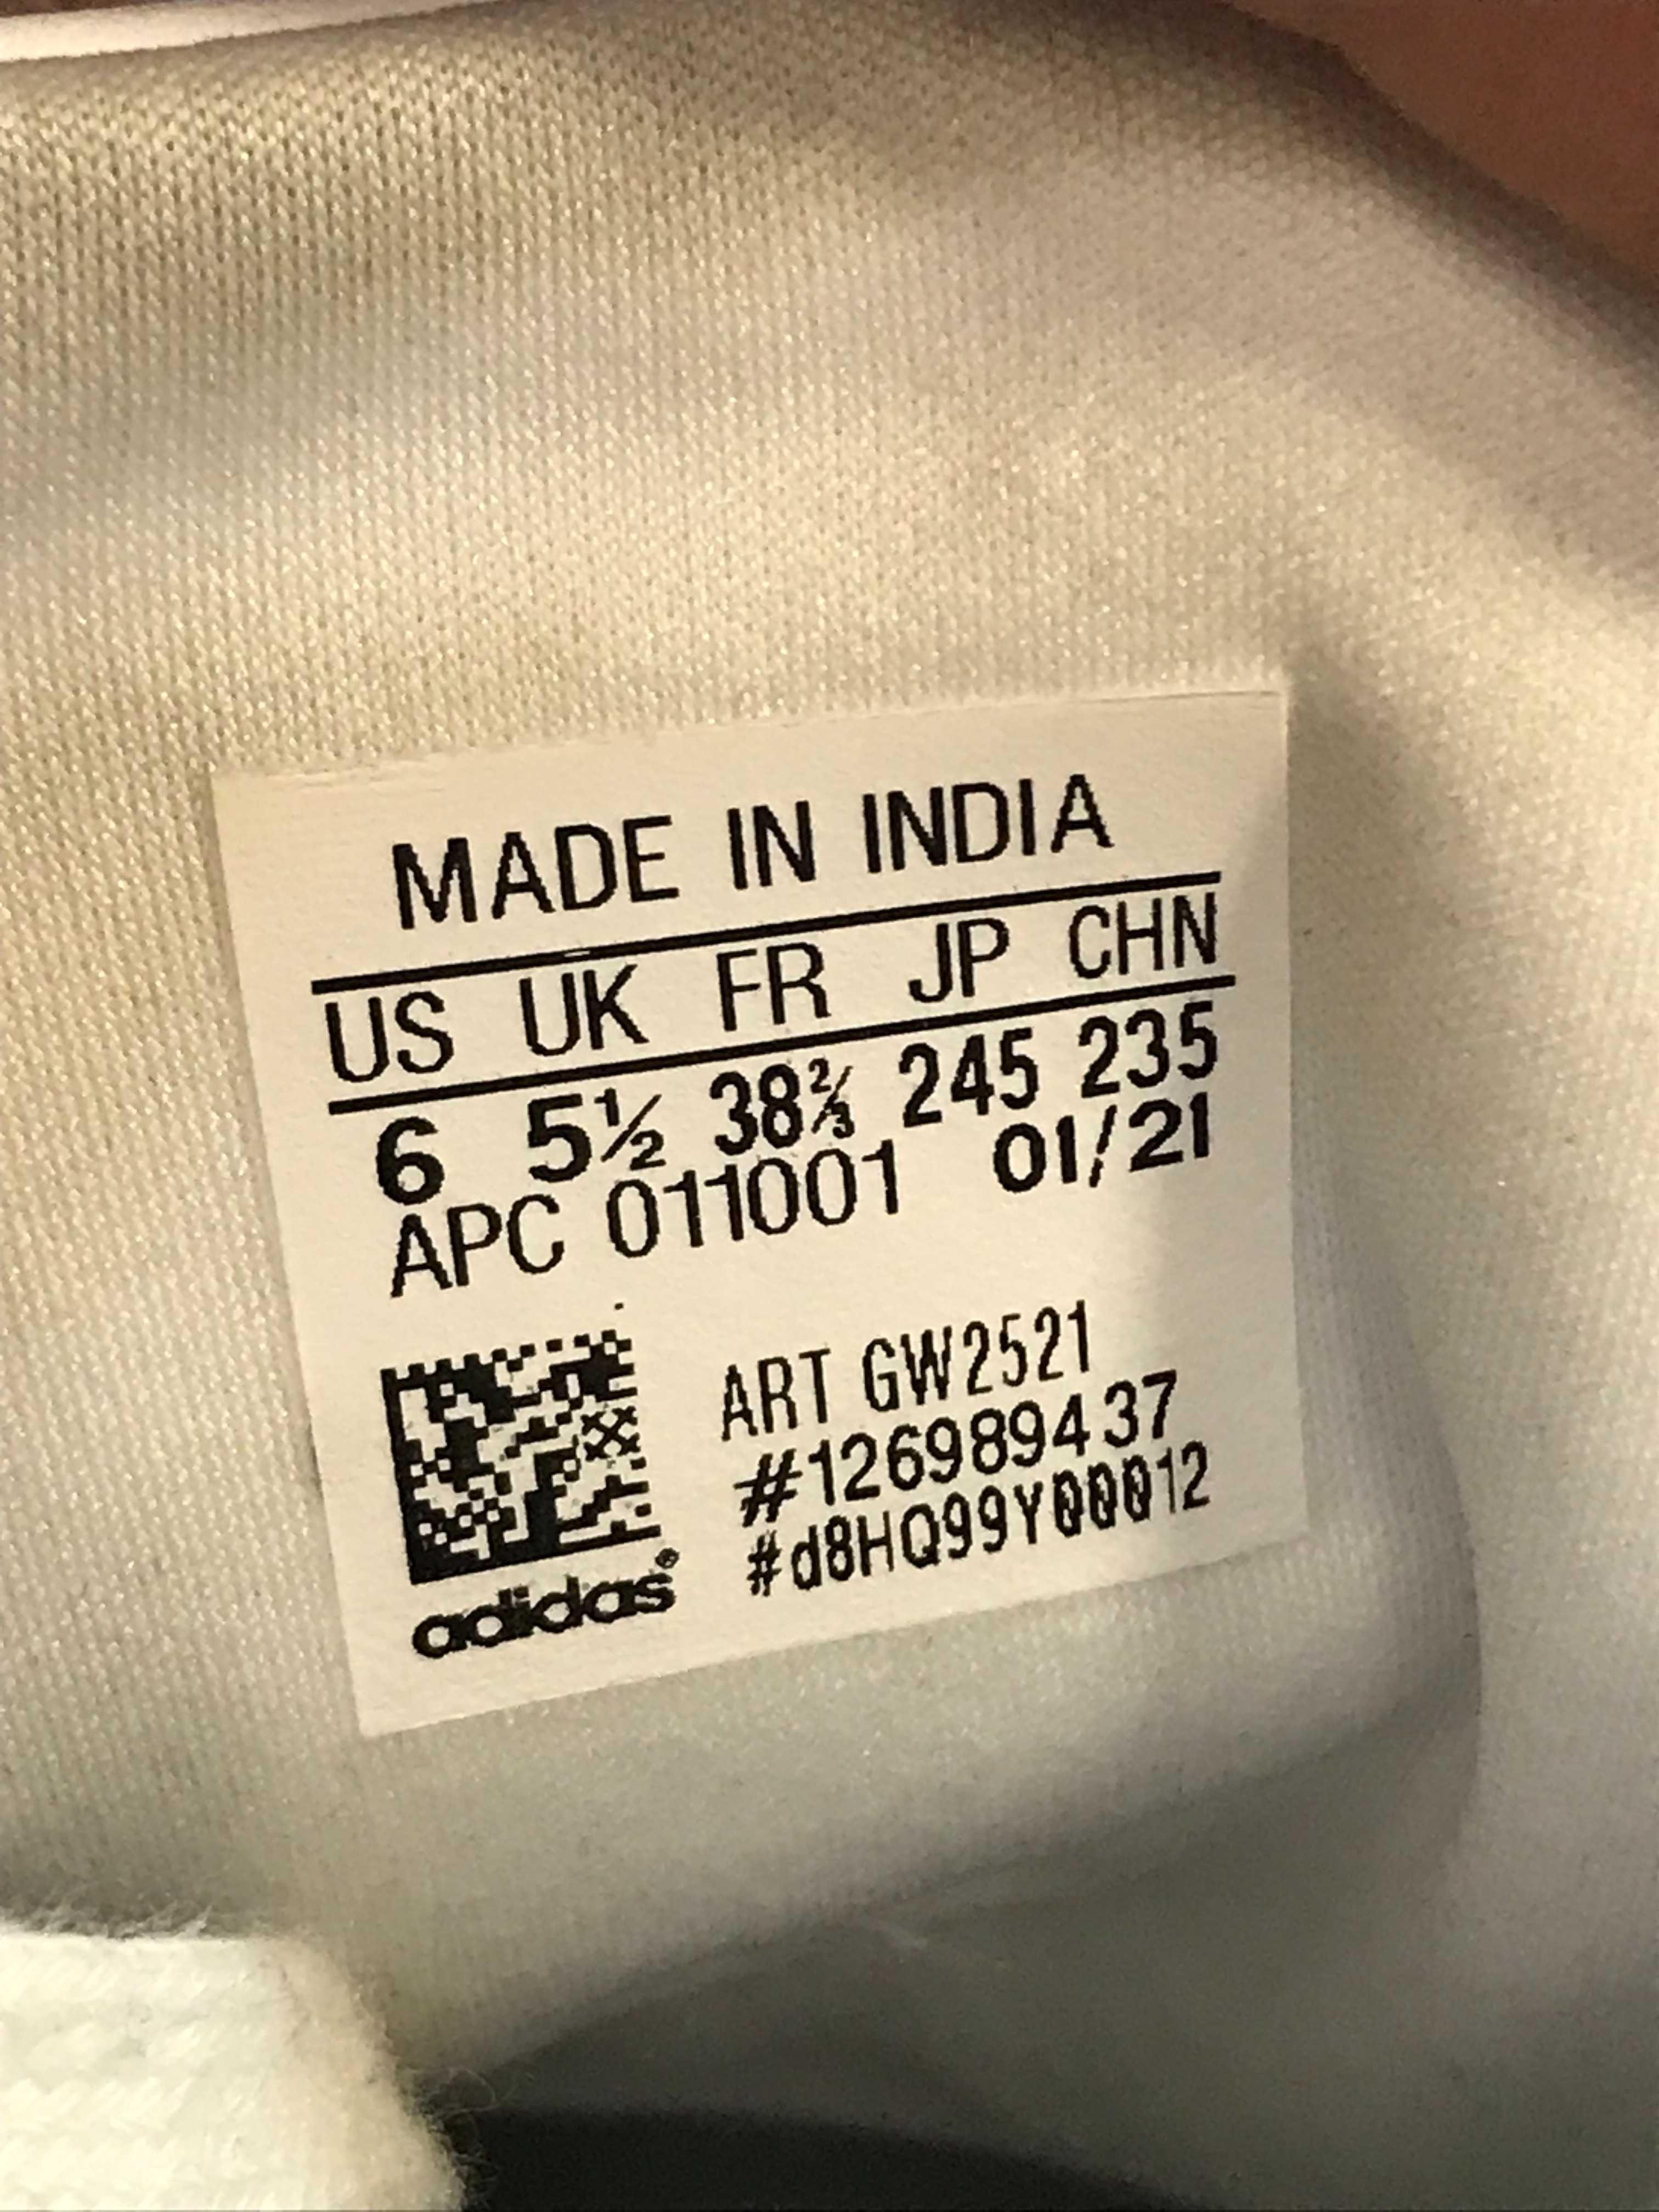 MADE IN INDIA
US UK FR JP CHN
6 5½ 38⅔ 245 235
APC 011001 01/21
ART GW2521
#126989437
#d8HQ99Y00012
adidas®